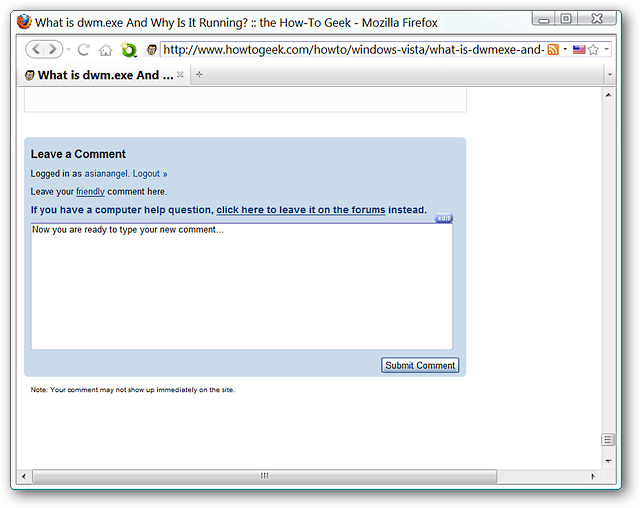 What is dwm.exe And Why Is It Running? :: the How-To Geek - Mozilla Firefox
http://www.howtogeek.com/howto/windows-vista/what-is-dwmexe-and-
What is dwm.exe And ...
Leave a Comment
Logged in as asianangel. Logout »
Leave your friendly comment here.
If you have a computer help question, click here to leave it on the forums instead.
edit
Now you are ready to type your new comment...
Submit Comment
Note: Your comment may not show up immediately on the site.